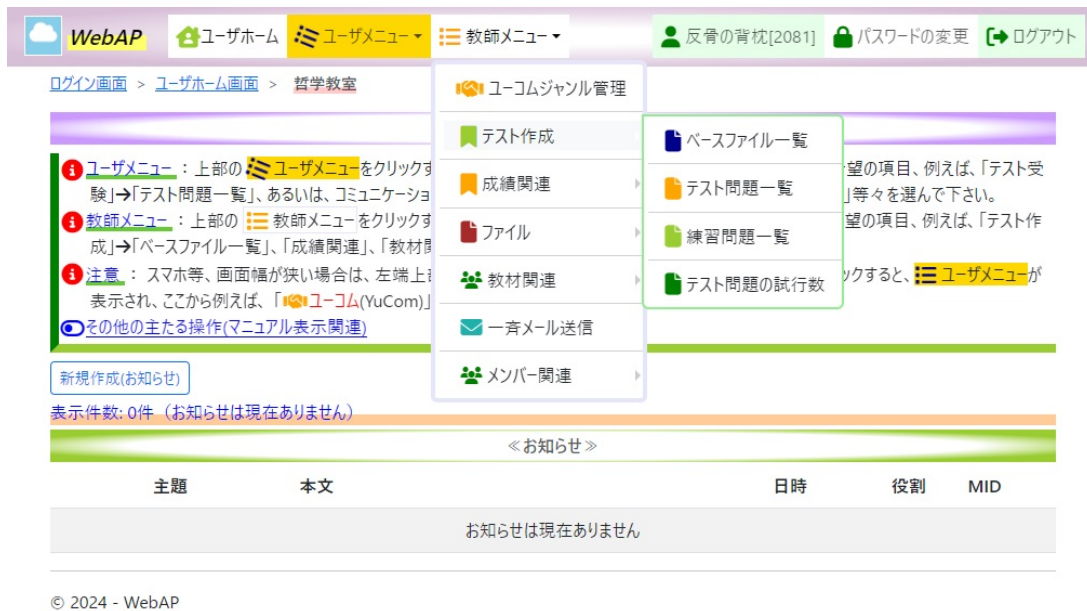 WebAP ユーザホーム ユーザメニュー 教師メニュー 反骨の背枕[2081] パスワードの変更 ログアウト
ログイン画面 > ユーザホーム画面 > 哲学教室
ユーコムジャンル管理
テスト作成
成績関連
ファイル
教材関連
一斉メール送信
メンバー関連
ベースファイル一覧
テスト問題一覧
練習問題一覧
テスト問題の試行数
ユーザメニュー : 上部の ユーザメニューをクリックす 望の項目、例えば、「テスト受
験」→「テスト問題一覧」、あるいは、コミュニケーショ 」等々を選んで下さい。
教師メニュー : 上部の 教師メニューをクリックす 望の項目、例えば、「テスト作
成」→「ベースファイル一覧」、「成績関連」、「教材関
注意 : スマホ等、画面幅が狭い場合は、左端上 ックすると、 ユーザメニューが
表示され、ここから例えば、「ユーコム(YuCom)」
その他の主たる操作(マニュアル表示関連)
新規作成(お知らせ)
表示件数: 0件 (お知らせは現在ありません)
≪お知らせ≫
主題 本文 日時 役割 MID
お知らせは現在ありません
© 2024 - WebAP